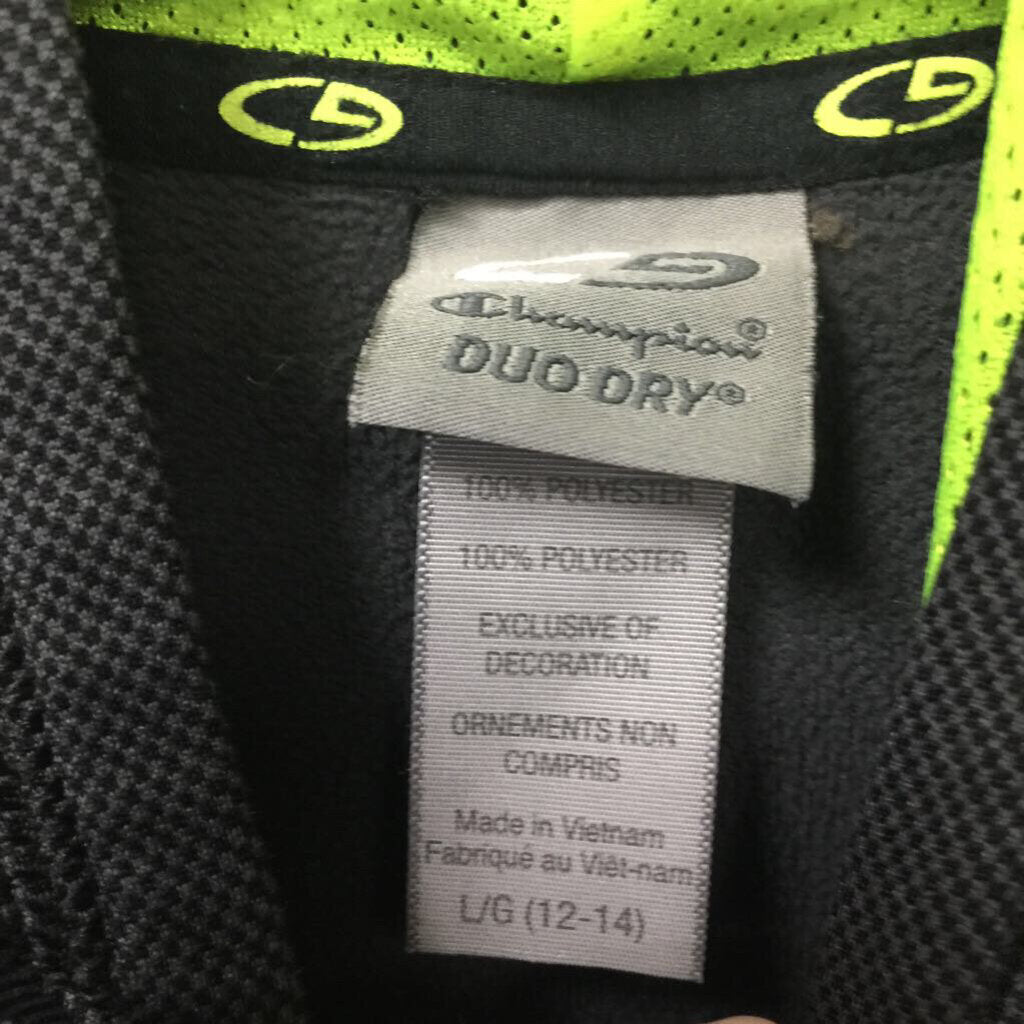 Champion®
DUO DRY®
100% POLYESTER
100% POLYESTER
EXCLUSIVE OF
DECORATION
ORNEMENTS NON
COMPRIS
Made in Vietnam
Fabriqué au Viêt-nam
L/G (12-14)